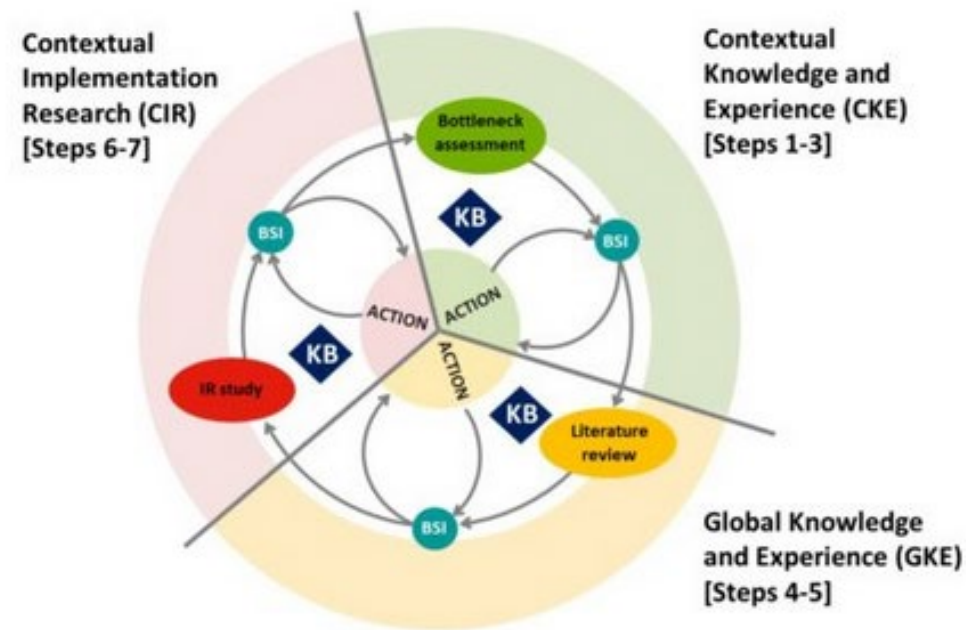 Contextual
Implementation
Research (CIR)
[Steps 6-7]
Contextual
Knowledge and
Experience (CKE)
[Steps 1-3]
Bottleneck
assessment
KB
BSI
BSI
ACTION
ACTION
ACTION
KB
KB
IR study
Literature
review
BSI
Global Knowledge
and Experience (GKE)
[Steps 4-5]